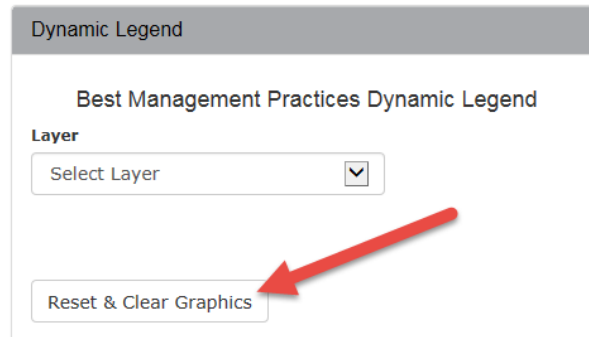 Dynamic Legend
Best Management Practices Dynamic Legend
Layer
Select Layer
Reset & Clear Graphics